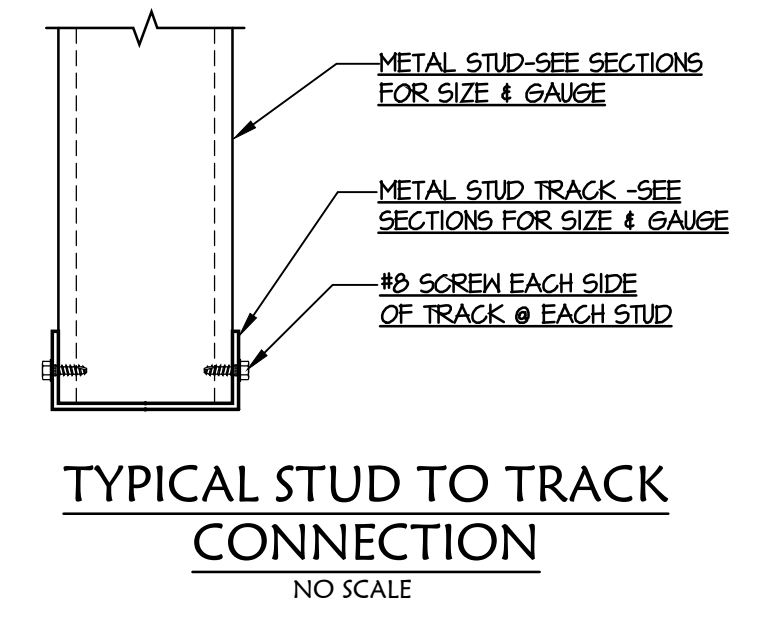 METAL STUD-SEE SECTIONS
FOR SIZE & GAUGE
METAL STUD TRACK -SEE
SECTIONS FOR SIZE & GAUGE
#8 SCREW EACH SIDE
OF TRACK @ EACH STUD
TYPICAL STUD TO TRACK
CONNECTION
NO SCALE